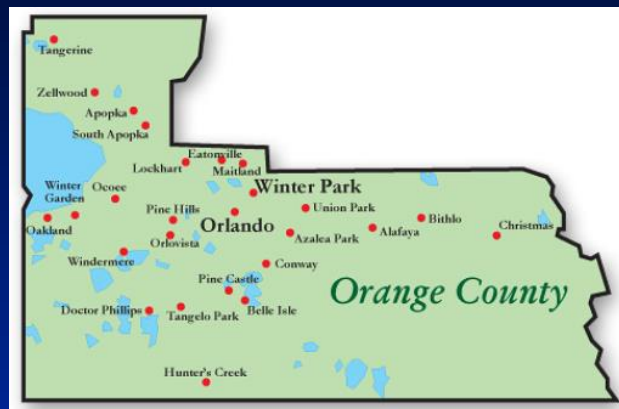 Tangerine
Zellwood
Apopka
South Apopka
Eatonville
Lockhart
Maitland
Winter Park
Winter
Garden
Ocoee
Oakland
Pine Hills
Orlando
Union Park
Bithlo
Alafaya
Christmas
Azalea Park
Orlovista
Windermere
Conway
Pine Castle
Orange County
Doctor Phillips
Tangelo Park
Belle Isle
Hunter's Creek